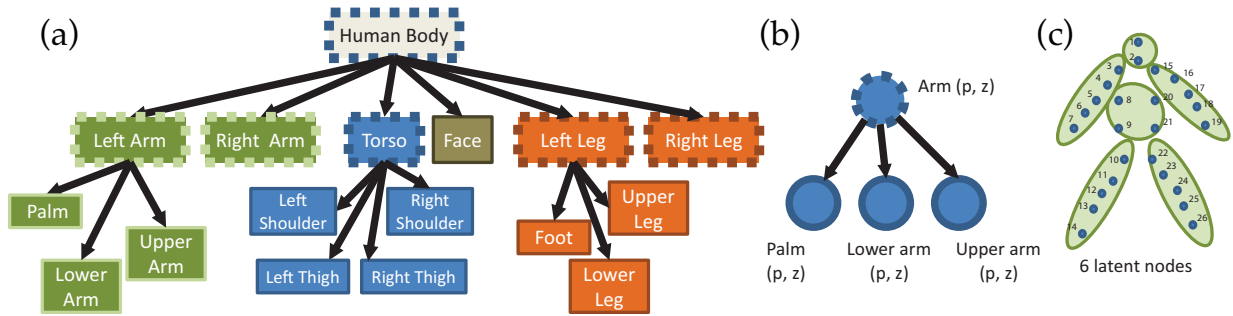 (a)
Human Body
Left Arm
Right Arm
Torso
Face
Left Leg
Right Leg
Palm
Lower
Arm
Upper
Arm
Left
Shoulder
Right
Shoulder
Left Thigh
Right Thigh
Foot
Upper
Leg
Lower
Leg
(b)
Arm (p, z)
Palm
(p, z)
Lower arm
(p, z)
Upper arm
(p, z)
(c)
1
2
3
4
5
6
7
8
9
10
11
12
13
14
15
16
17
18
19
20
21
22
23
24
25
26
6 latent nodes